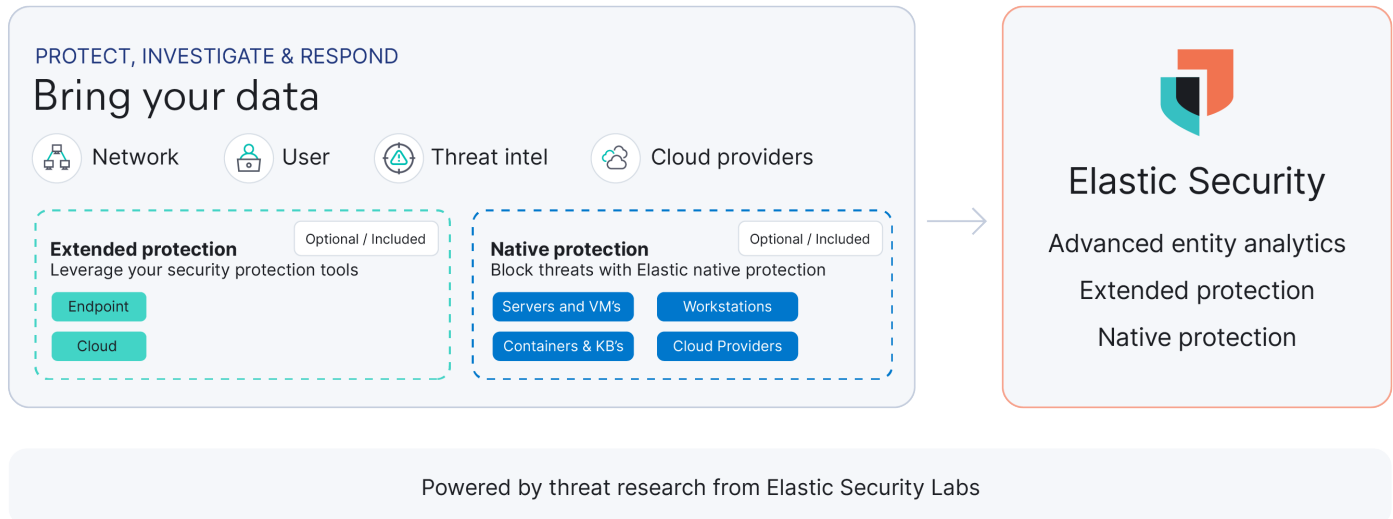 PROTECT, INVESTIGATE & RESPOND
Bring your data
Network
User
Threat intel
Cloud providers
Optional / Included
Extended protection
Leverage your security protection tools
Endpoint
Cloud
Optional / Included
Native protection
Block threats with Elastic native protection
Servers and VM's
Workstations
Containers & KB's
Cloud Providers
Elastic Security
Advanced entity analytics
Extended protection
Native protection
Powered by threat research from Elastic Security Labs